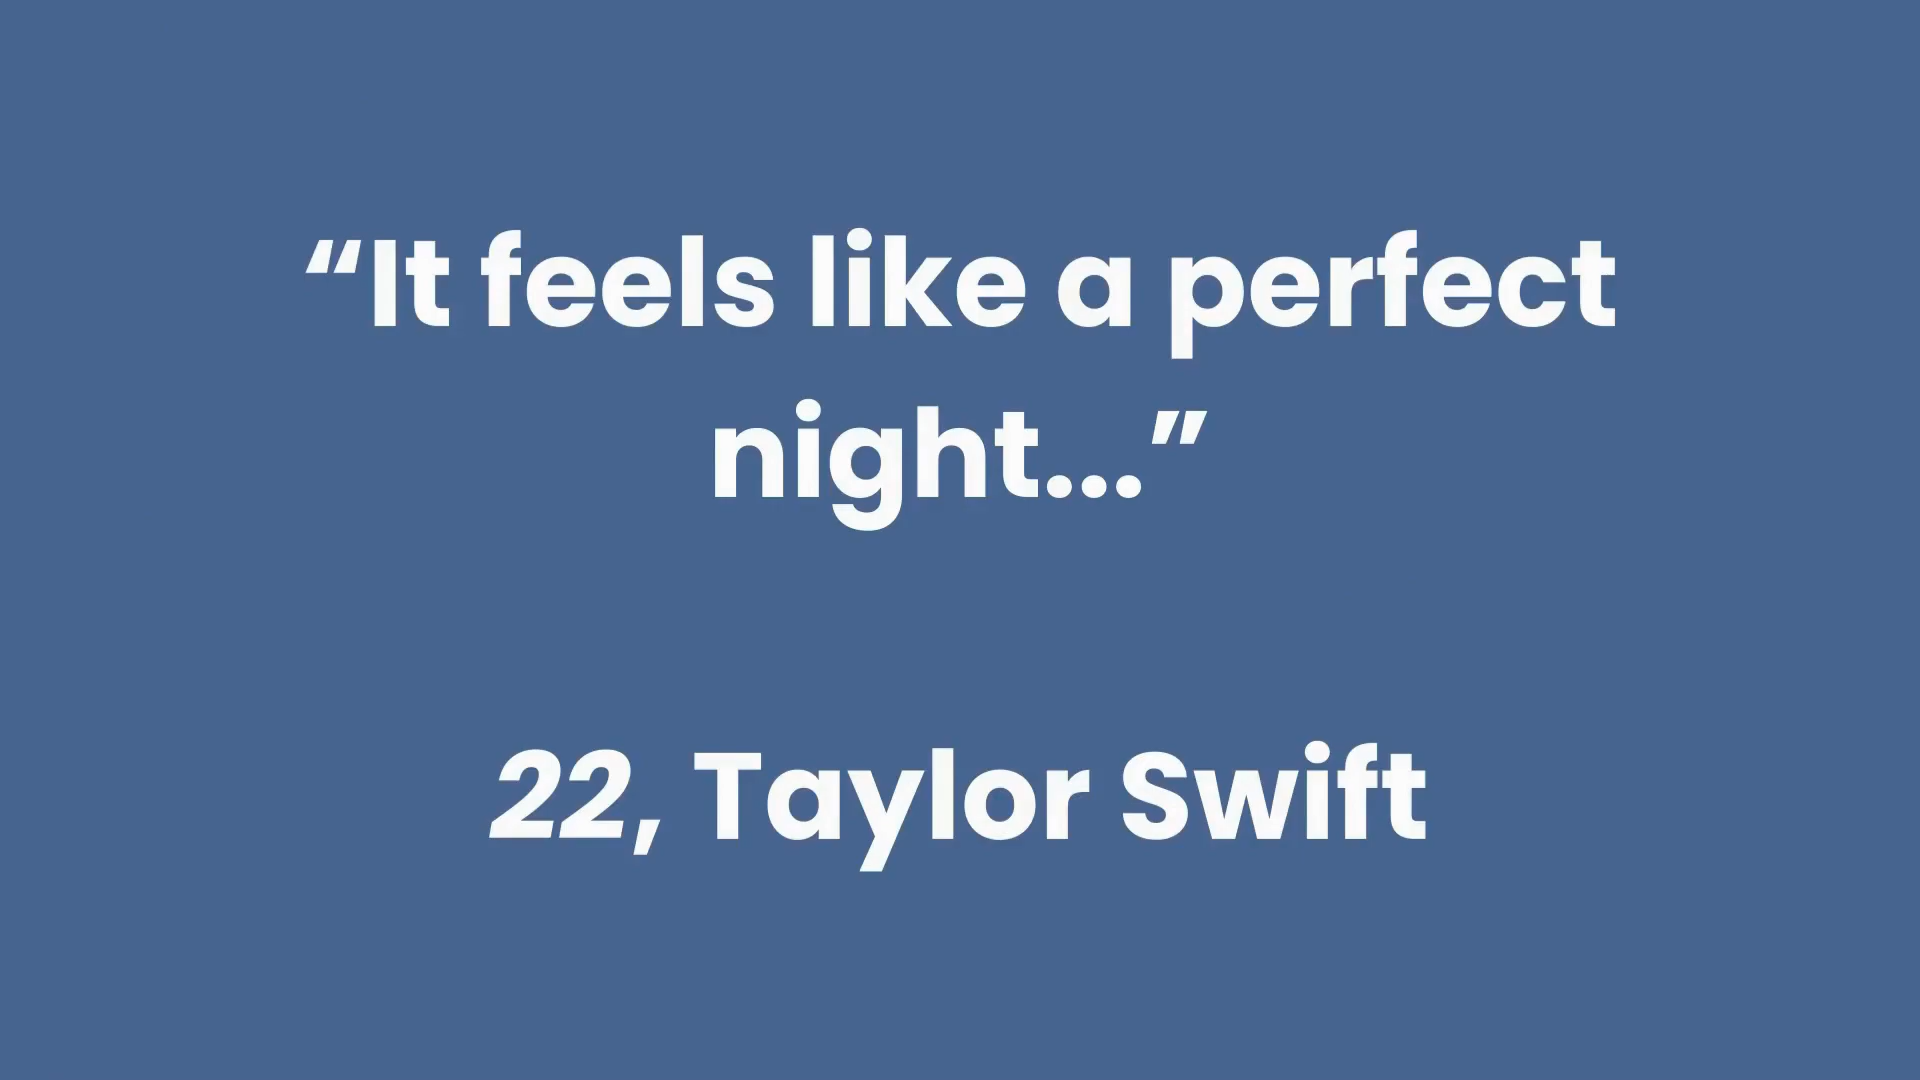 “It feels like a perfect
night...”
22, Taylor Swift